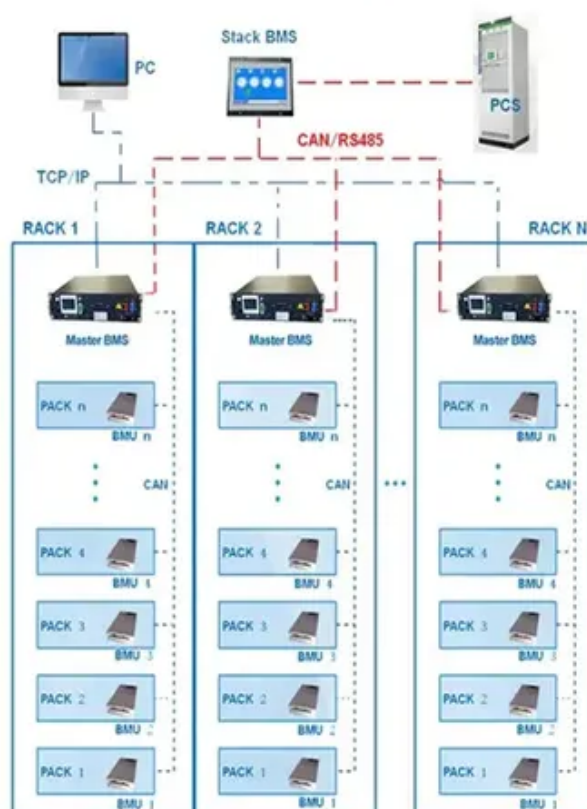 Stack BMS
PC
PCS
CAN/RS485
TCP/IP
RACK 1
RACK 2
RACK N
Master BMS
Master BMS
Master BMS
PACK n
PACK n
PACK n
BMU n
BMU n
BMU n
CAN
CAN
...
CAN
PACK 4
PACK 4
PACK 4
BMU 4
BMU 4
BMU 4
PACK 3
PACK 3
PACK 3
BMU 3
BMU 3
BMU 3
PACK 2
PACK 2
PACK 2
BMU 2
BMU 2
BMU 2
PACK 1
PACK 1
PACK 1
BMU 1
BMU 1
BMU 1